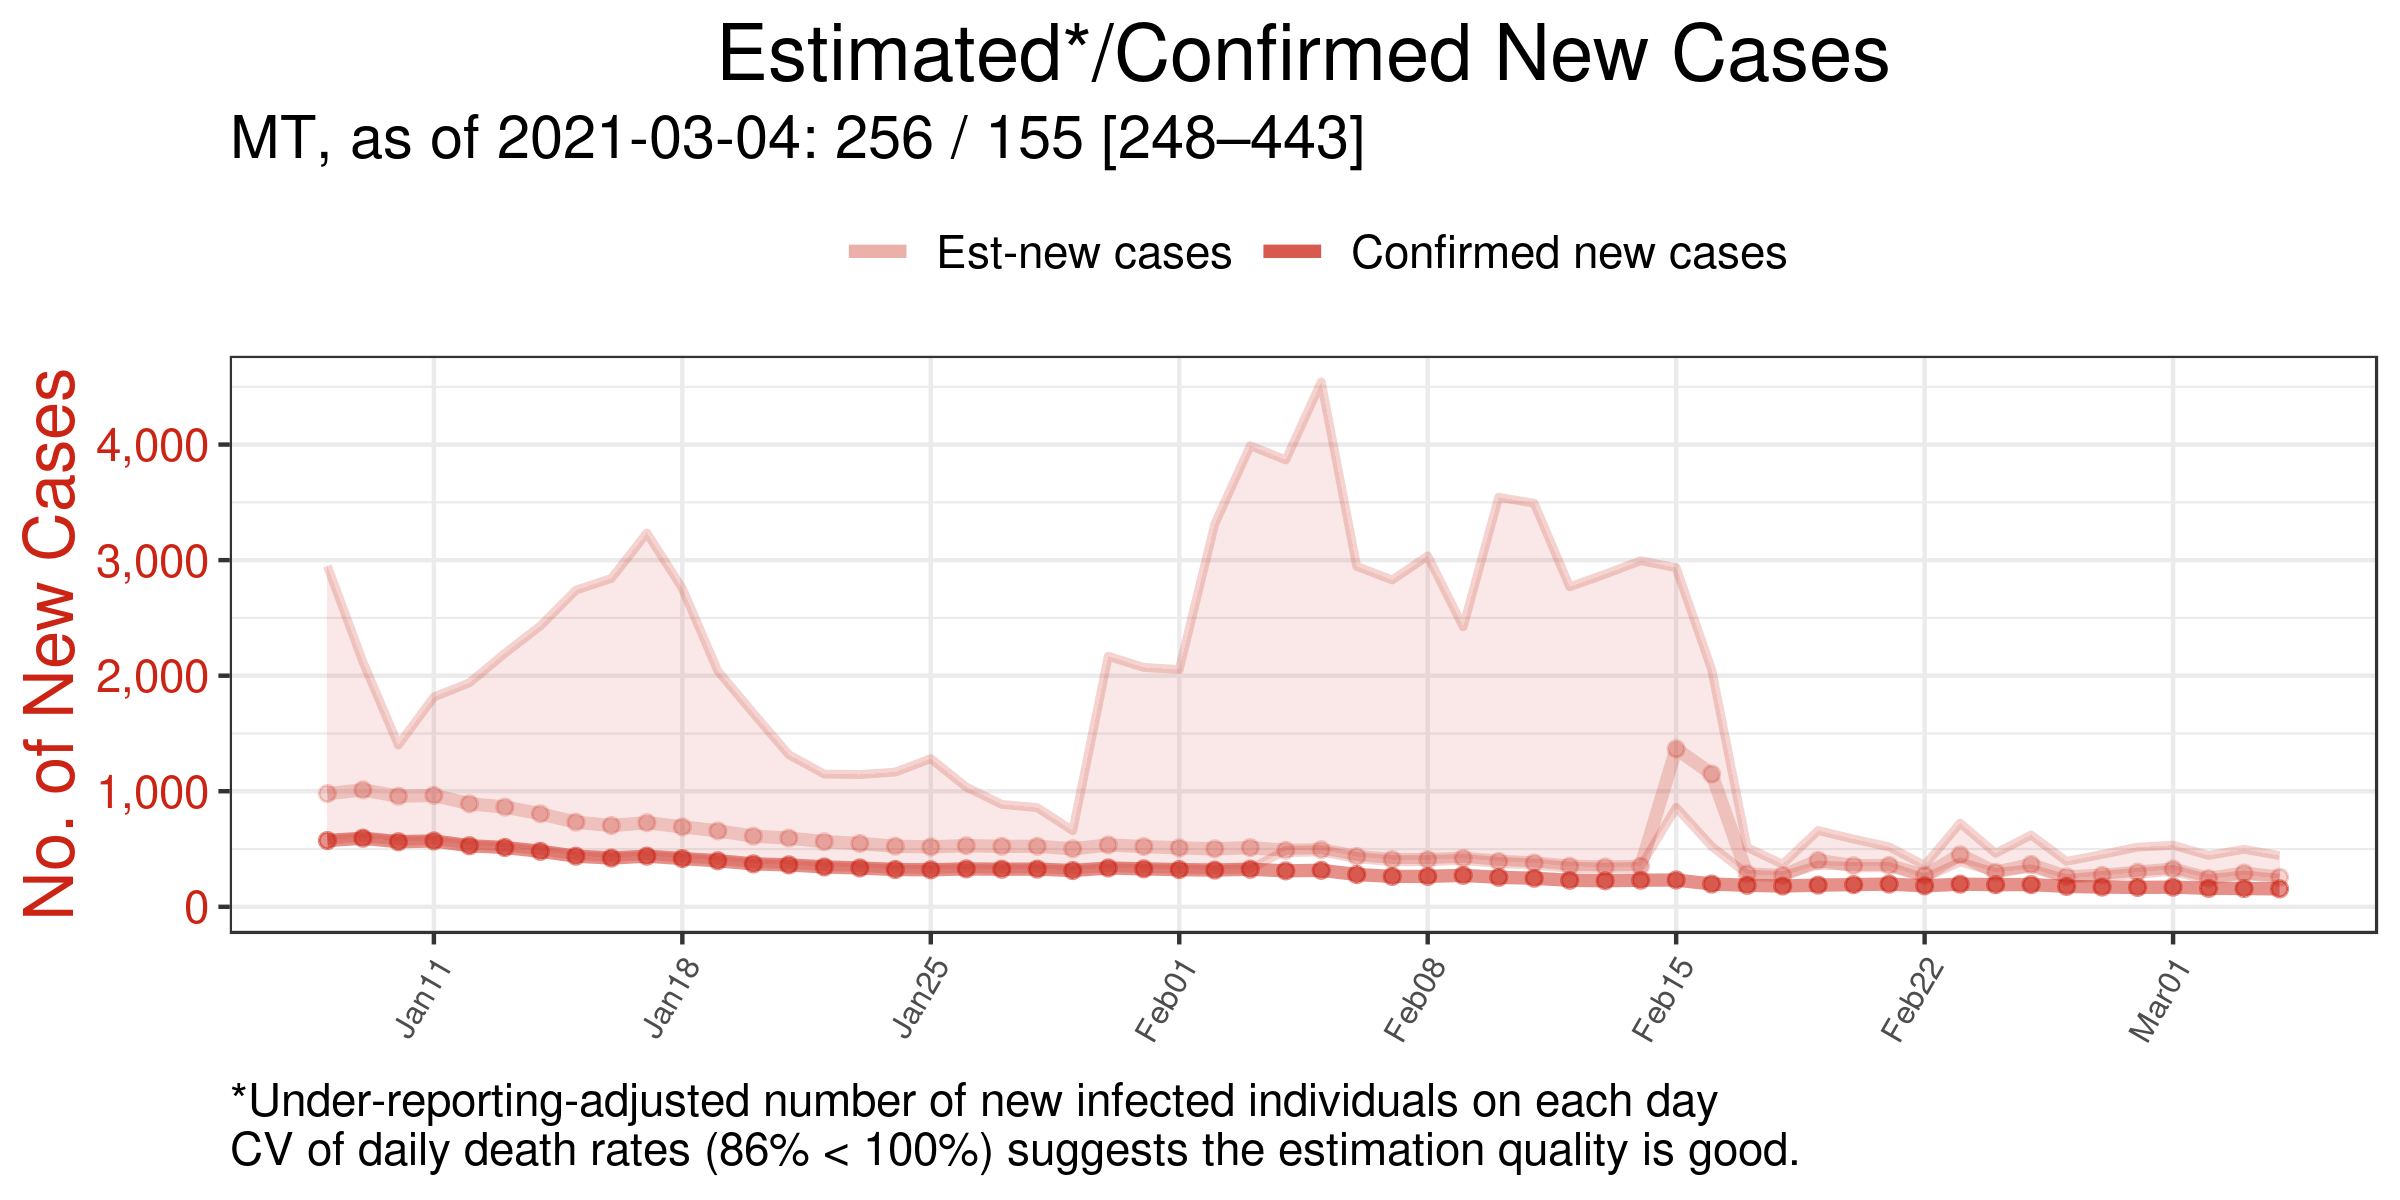 Estimated*/Confirmed New Cases
MT, as of 2021-03-04: 256 / 155 [248–443]
Est-new cases
Confirmed new cases
No. of New Cases
4,000
3,000
2,000
1,000
0
Jan11
Jan18
Jan25
Feb01
Feb08
Feb15
Feb22
Mar01
*Under-reporting-adjusted number of new infected individuals on each day
CV of daily death rates (86% < 100%) suggests the estimation quality is good.